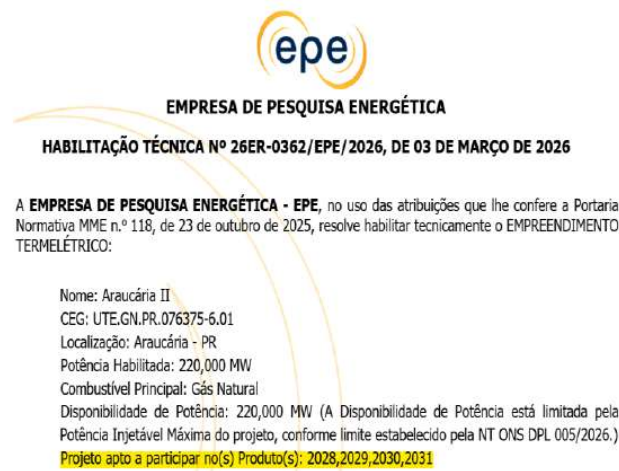 epe
EMPRESA DE PESQUISA ENERGÉTICA
HABILITAÇÃO TÉCNICA Nº 26ER-0362/EPE/2026, DE 03 DE MARÇO DE 2026
A EMPRESA DE PESQUISA ENERGÉTICA - EPE, no uso das atribuições que lhe confere a Portaria
Normativa MME n.º 118, de 23 de outubro de 2025, resolve habilitar tecnicamente o EMPREENDIMENTO
TERMELÉTRICO:
Nome: Araucária II
CEG: UTE.GN.PR.076375-6.01
Localização: Araucária - PR
Potência Habilitada: 220,000 MW
Combustível Principal: Gás Natural
Disponibilidade de Potência: 220,000 MW (A Disponibilidade de Potência está limitada pela
Potência Injetável Máxima do projeto, conforme limite estabelecido pela NT ONS DPL 005/2026.)
Projeto apto a participar no(s) Produto(s): 2028,2029,2030,2031